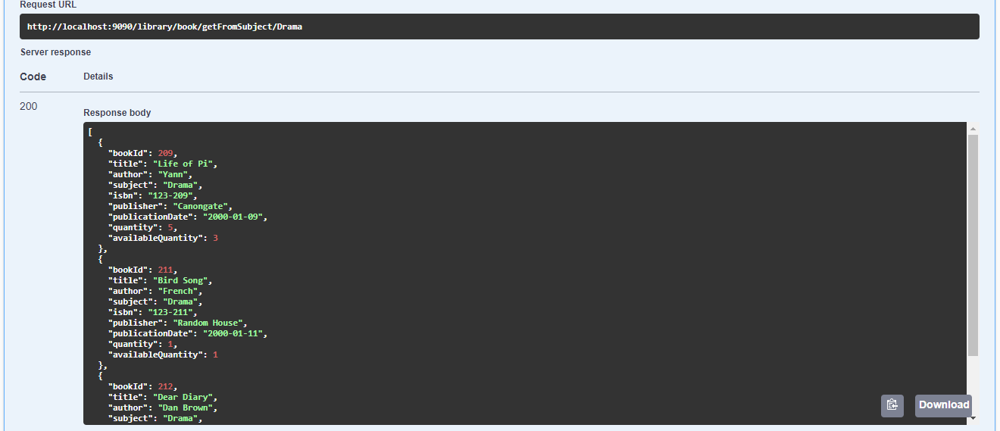 Request URL
http://localhost:9090/library/book/getFromSubject/Drama
Server response
Code Details
200
Response body
[
  {
    "bookId": 209,
    "title": "Life of Pi",
    "author": "Yann",
    "subject": "Drama",
    "isbn": "123-209",
    "publisher": "Canongate",
    "publicationDate": "2000-01-09",
    "quantity": 5,
    "availableQuantity": 3
  },
  {
    "bookId": 211,
    "title": "Bird Song",
    "author": "French",
    "subject": "Drama",
    "isbn": "123-211",
    "publisher": "Random House",
    "publicationDate": "2000-01-11",
    "quantity": 1,
    "availableQuantity": 1
  },
  {
    "bookId": 212,
    "title": "Dear Diary",
    "author": "Dan Brown",
    "subject": "Drama",
Download